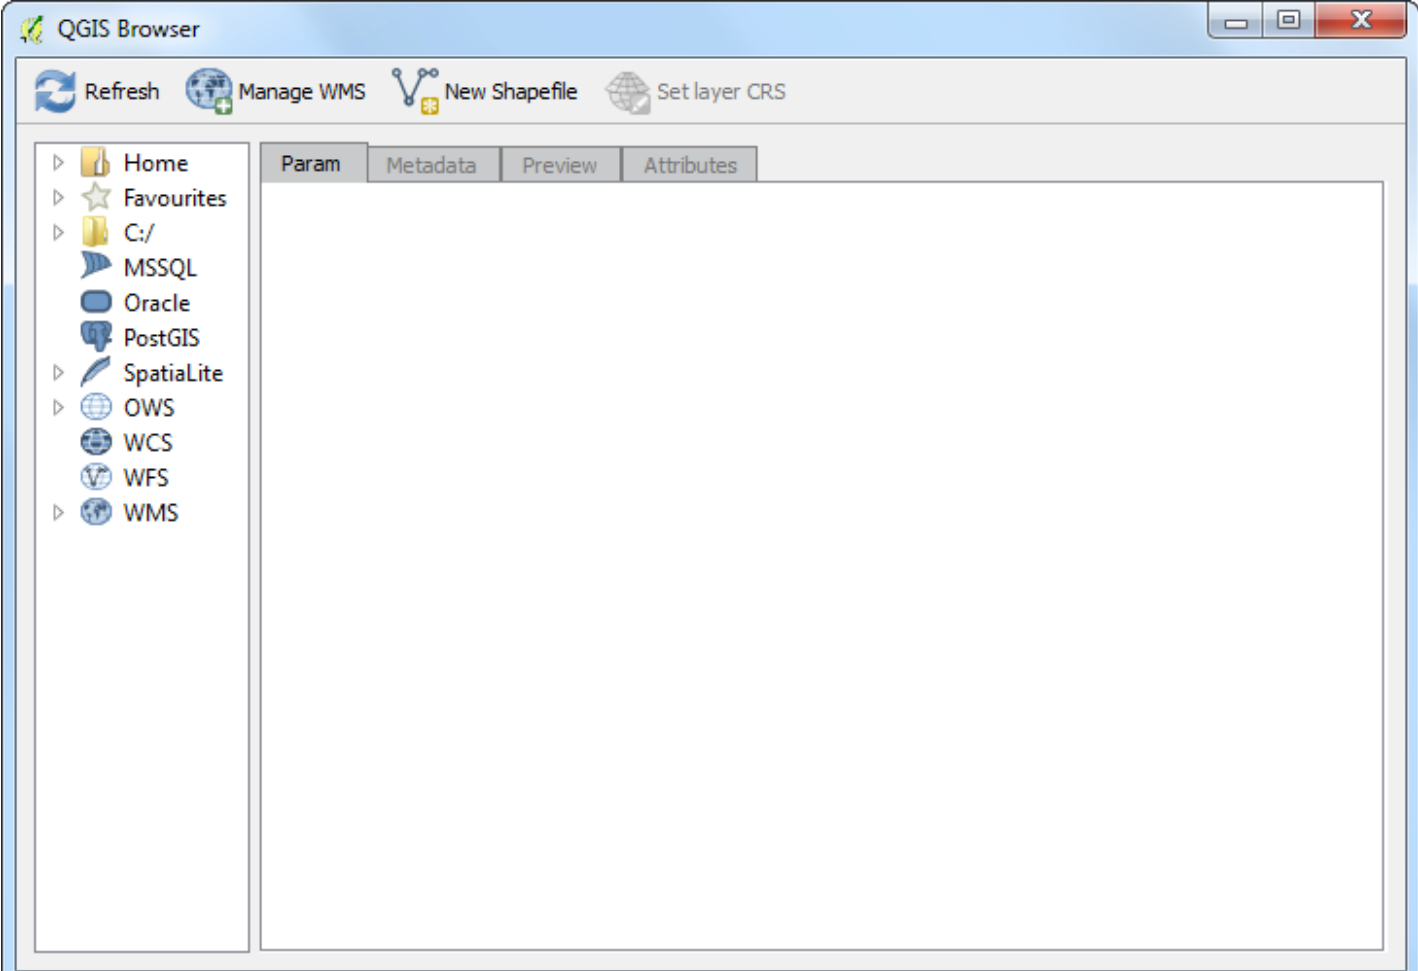 QGIS Browser
Refresh Manage WMS New Shapefile Set layer CRS
Param Metadata Preview Attributes
Home
Favourites
C:/
MSSQL
Oracle
PostGIS
SpatiaLite
OWS
WCS
WFS
WMS